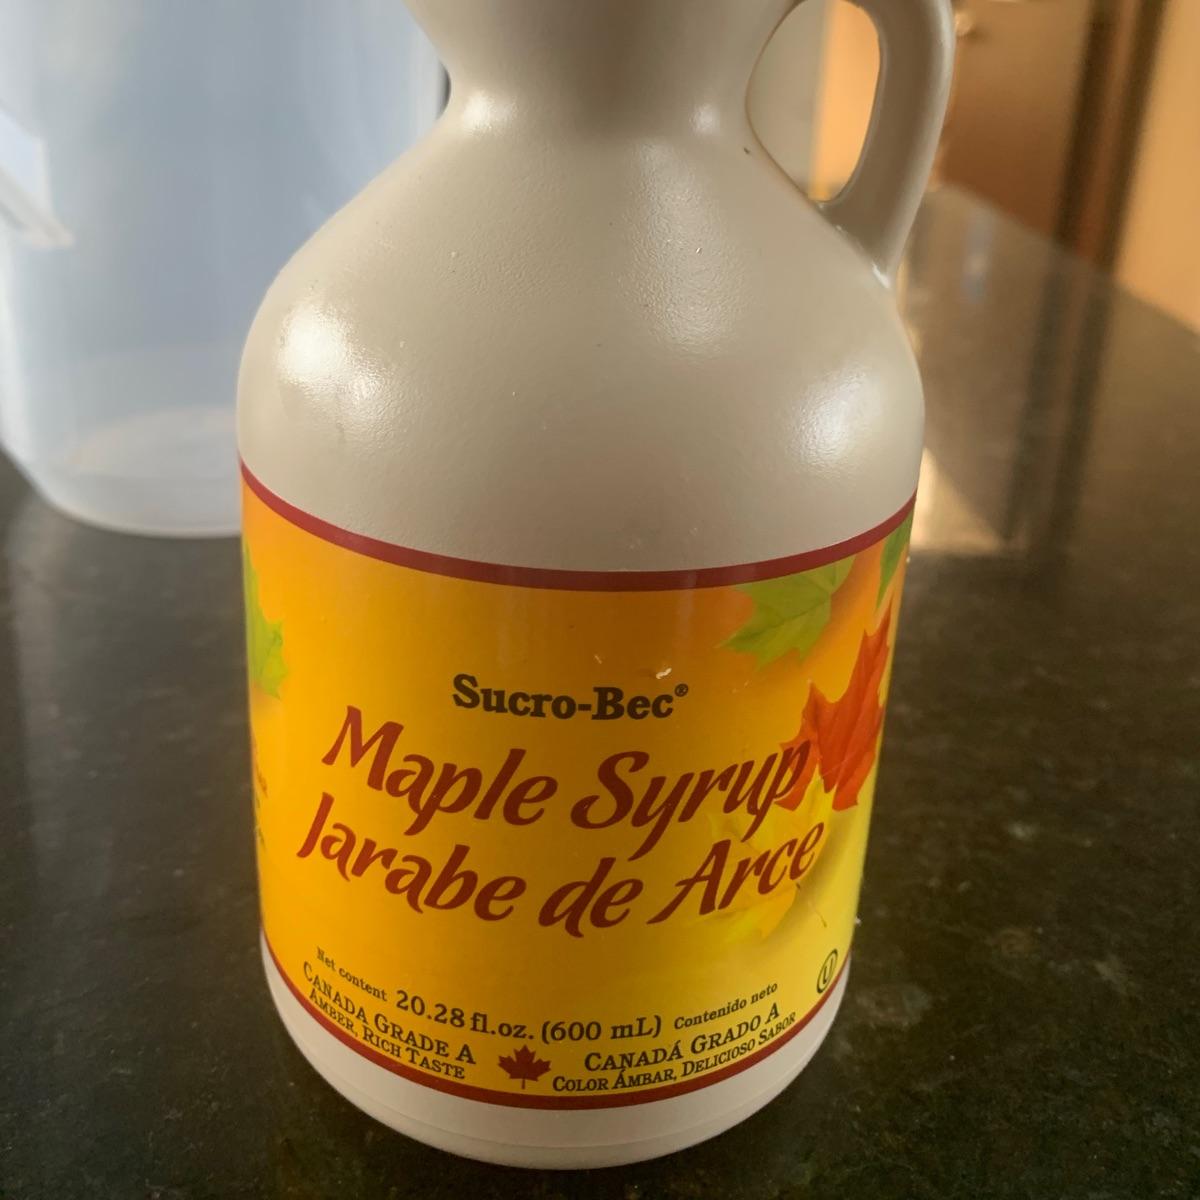 Sucro-Bec®
Maple Syrup
Jarabe de Arce
Net content 20.28 fl.oz. (600 mL) Contenido neto
CANADA GRADE A
AMBER, RICH TASTE
CANADÁ GRADO A
COLOR ÁMBAR, DELICIOSO SABOR
U